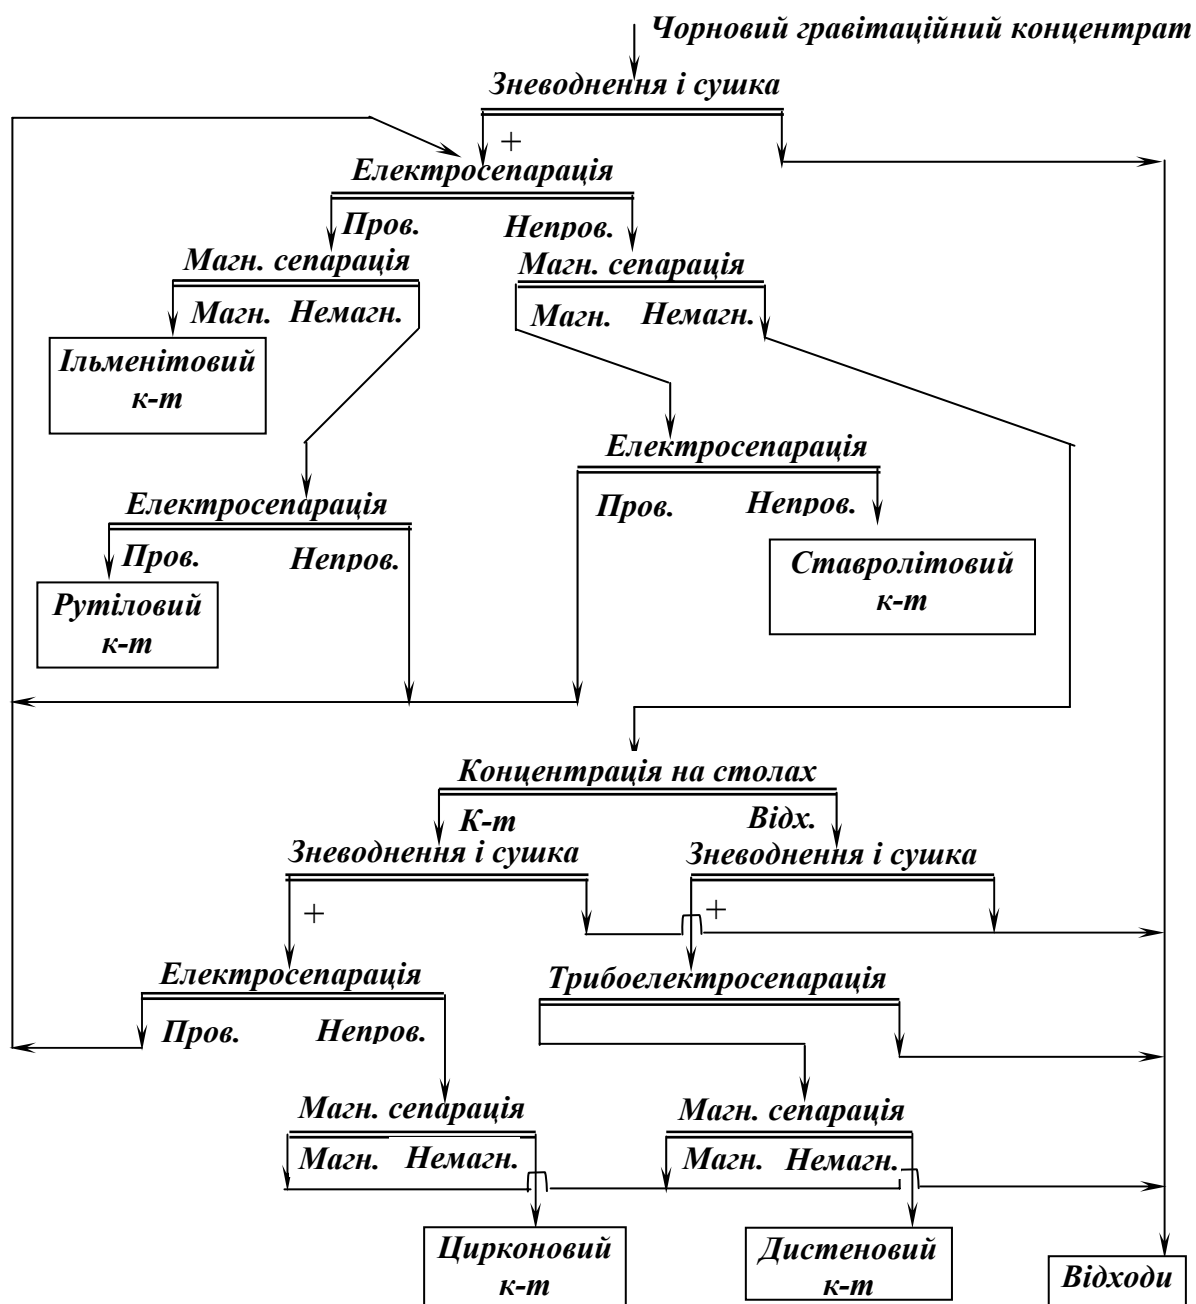 Чорновий гравітаційний концентрат
Зневоднення і сушка
+
Електросепарація
Пров. Непров.
Магн. сепарація Магн. сепарація
Магн. Немагн. Магн. Немагн.
Ільменітовий
к-т
Електросепарація
Пров. Непров.
Електросепарація
Пров. Непров.
Ставролітовий
к-т
Рутіловий
к-т
Концентрація на столах
К-т Відх.
Зневоднення і сушка Зневоднення і сушка
+ +
Електросепарація Трибоелектросепарація
Пров. Непров.
Магн. сепарація Магн. сепарація
Магн. Немагн. Магн. Немагн.
Цирконовий
к-т
Дистеновий
к-т
Відходи